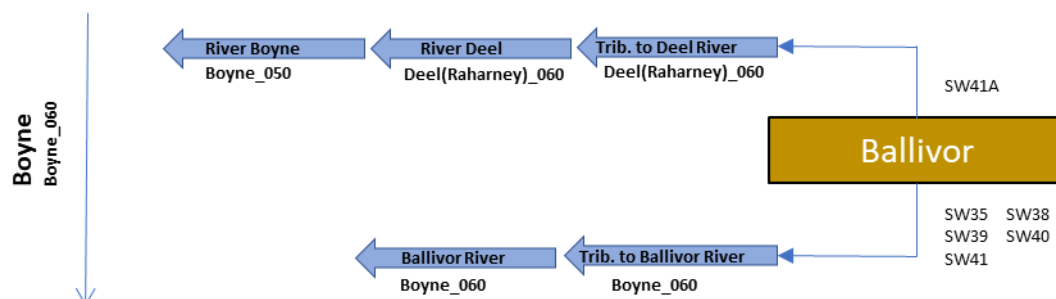 River Boyne
River Deel
Trib. to Deel River
Boyne_050
Deel(Raharney)_060
Deel(Raharney)_060
SW41A
Boyne
Boyne_060
Ballivor
SW35 SW38
SW39 SW40
SW41
Ballivor River
Trib. to Ballivor River
Boyne_060
Boyne_060